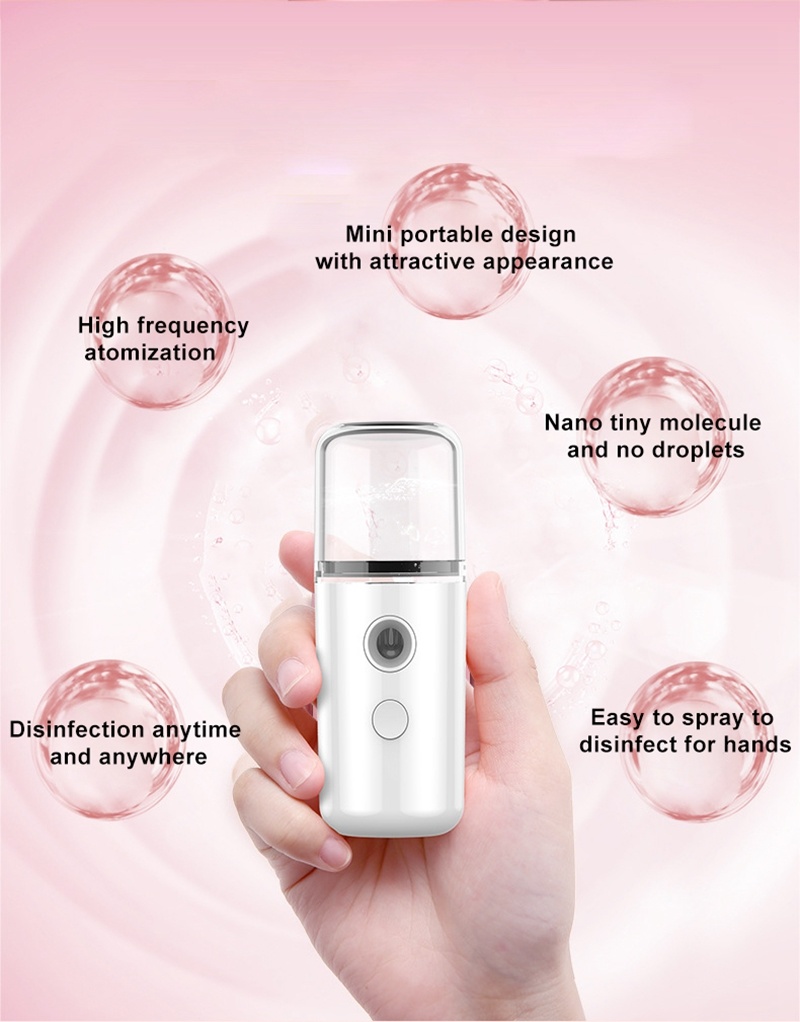 Mini portable design
with attractive appearance
High frequency
atomization
Nano tiny molecule
and no droplets
Disinfection anytime
and anywhere
Easy to spray to
disinfect for hands